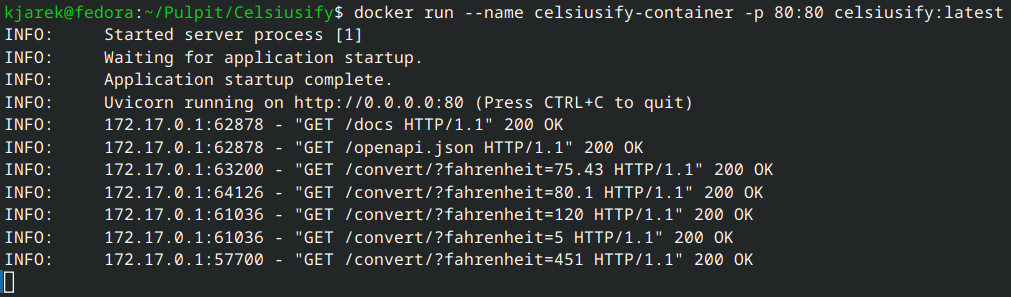 kjarek@fedora:~/Pulpit/Celsiusify$ docker run --name celsiusify-container -p 80:80 celsiusify:latest
INFO:     Started server process [1]
INFO:     Waiting for application startup.
INFO:     Application startup complete.
INFO:     Uvicorn running on http://0.0.0.0:80 (Press CTRL+C to quit)
INFO:     172.17.0.1:62878 - "GET /docs HTTP/1.1" 200 OK
INFO:     172.17.0.1:62878 - "GET /openapi.json HTTP/1.1" 200 OK
INFO:     172.17.0.1:63200 - "GET /convert/?fahrenheit=75.43 HTTP/1.1" 200 OK
INFO:     172.17.0.1:64126 - "GET /convert/?fahrenheit=80.1 HTTP/1.1" 200 OK
INFO:     172.17.0.1:61036 - "GET /convert/?fahrenheit=120 HTTP/1.1" 200 OK
INFO:     172.17.0.1:61036 - "GET /convert/?fahrenheit=5 HTTP/1.1" 200 OK
INFO:     172.17.0.1:57700 - "GET /convert/?fahrenheit=451 HTTP/1.1" 200 OK